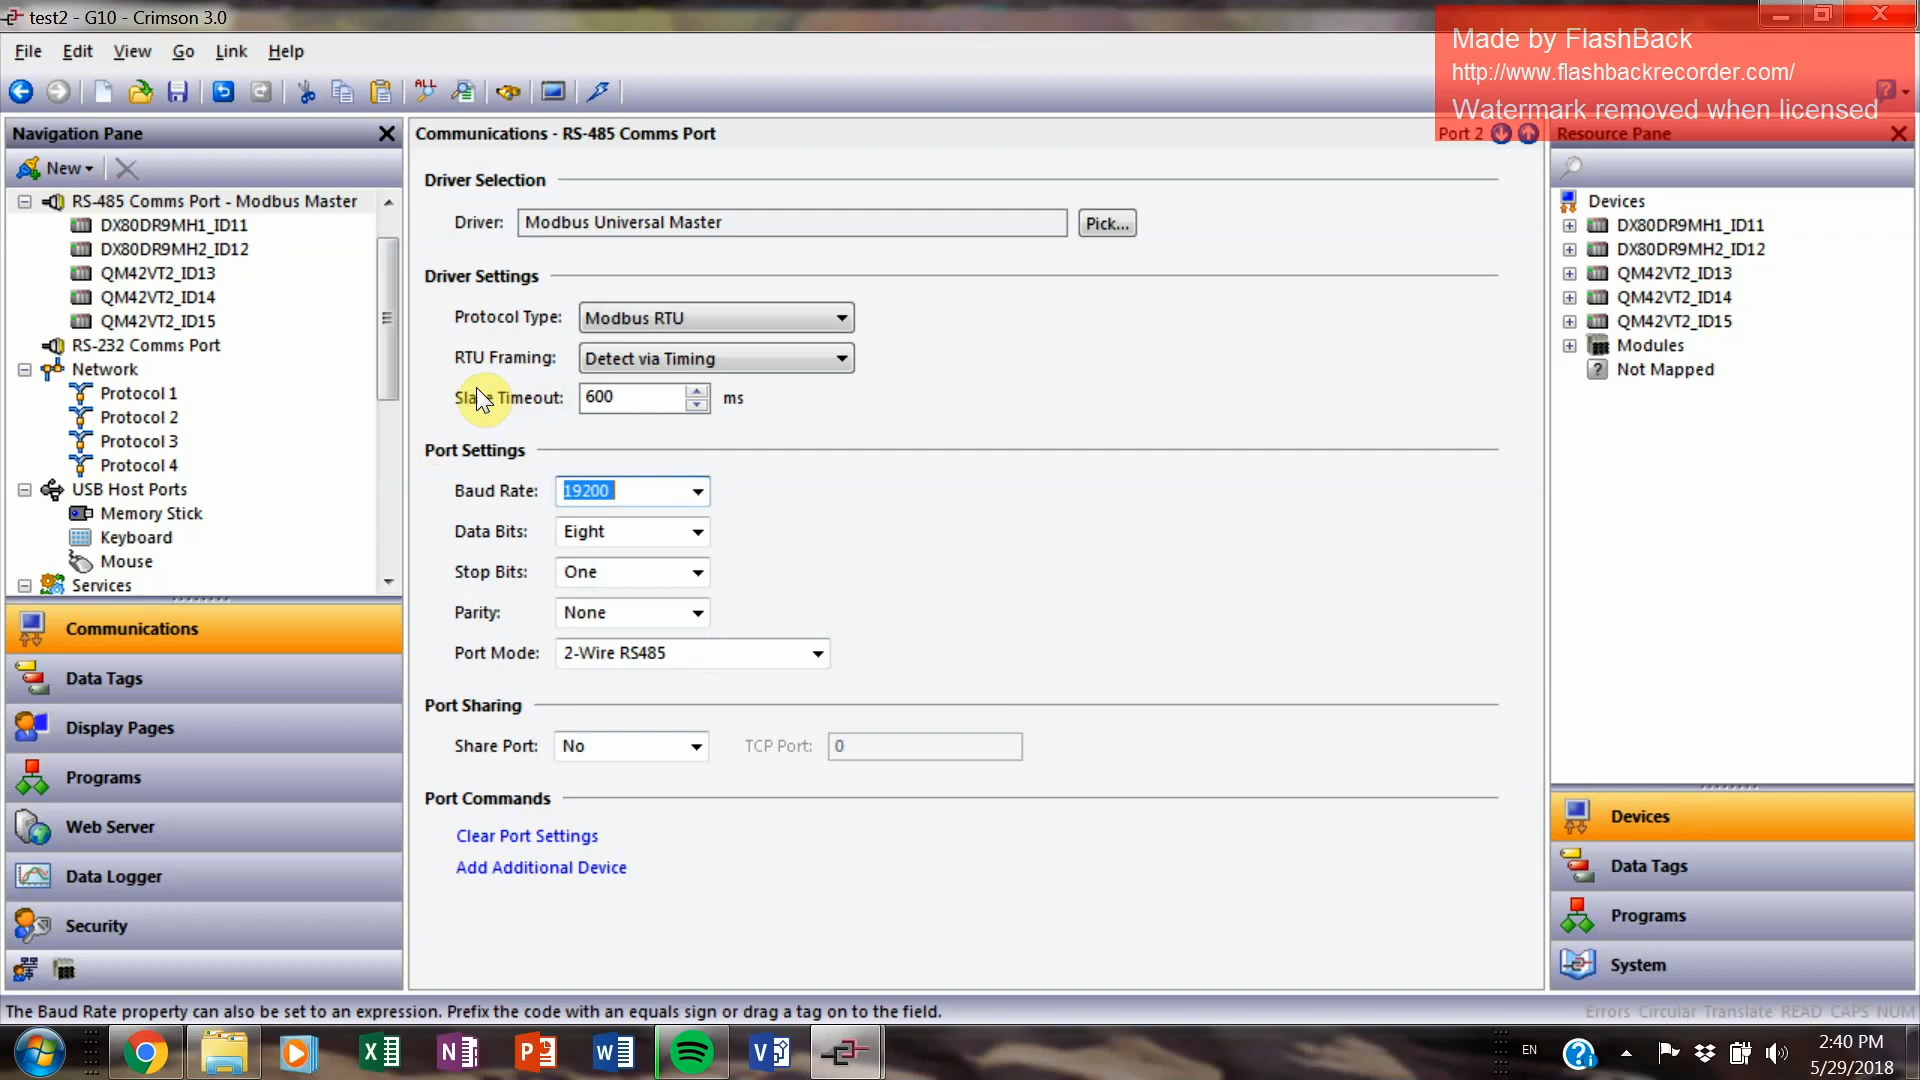 test2 - G10 - Crimson 3.0
Made by FlashBack
http://www.flashbackrecorder.com/
Watermark removed when licensed
File Edit View Go Link Help
ALL
Navigation Pane
New
RS-485 Comms Port - Modbus Master
DX80DR9MH1_ID11
DX80DR9MH2_ID12
QM42VT2_ID13
QM42VT2_ID14
QM42VT2_ID15
RS-232 Comms Port
Network
Protocol 1
Protocol 2
Protocol 3
Protocol 4
USB Host Ports
Memory Stick
Keyboard
Mouse
Services
Communications
Data Tags
Display Pages
Programs
Web Server
Data Logger
Security
Communications - RS-485 Comms Port
Port 2
Driver Selection
Driver: Modbus Universal Master Pick...
Driver Settings
Protocol Type: Modbus RTU
RTU Framing: Detect via Timing
Slave Timeout: 600 ms
Port Settings
Baud Rate: 19200
Data Bits: Eight
Stop Bits: One
Parity: None
Port Mode: 2-Wire RS485
Port Sharing
Share Port: No TCP Port: 0
Port Commands
Clear Port Settings
Add Additional Device
Resource Pane
Devices
DX80DR9MH1_ID11
DX80DR9MH2_ID12
QM42VT2_ID13
QM42VT2_ID14
QM42VT2_ID15
Modules
Not Mapped
Devices
Data Tags
Programs
System
The Baud Rate property can also be set to an expression. Prefix the code with an equals sign or drag a tag on to the field.
Errors Circular Translate READ CAPS NUM
EN
2:40 PM
5/29/2018